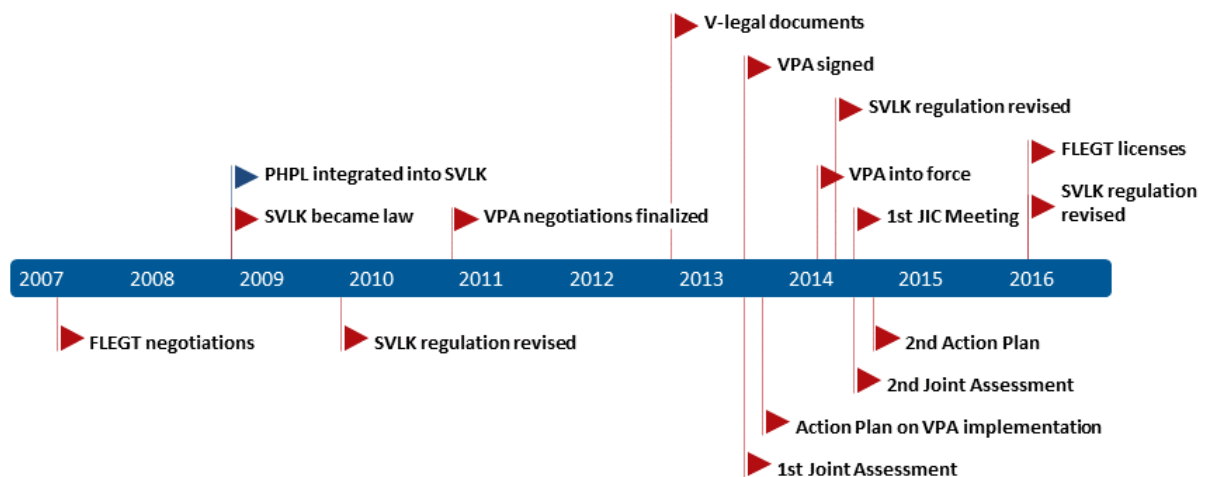 V-legal documents
VPA signed
SVLK regulation revised
FLEGT licenses
PHPL integrated into SVLK
VPA into force
SVLK regulation
revised
SVLK became law
VPA negotiations finalized
1st JIC Meeting
2007 2008 2009 2010 2011 2012 2013 2014 2015 2016
FLEGT negotiations
SVLK regulation revised
2nd Action Plan
2nd Joint Assessment
Action Plan on VPA implementation
1st Joint Assessment